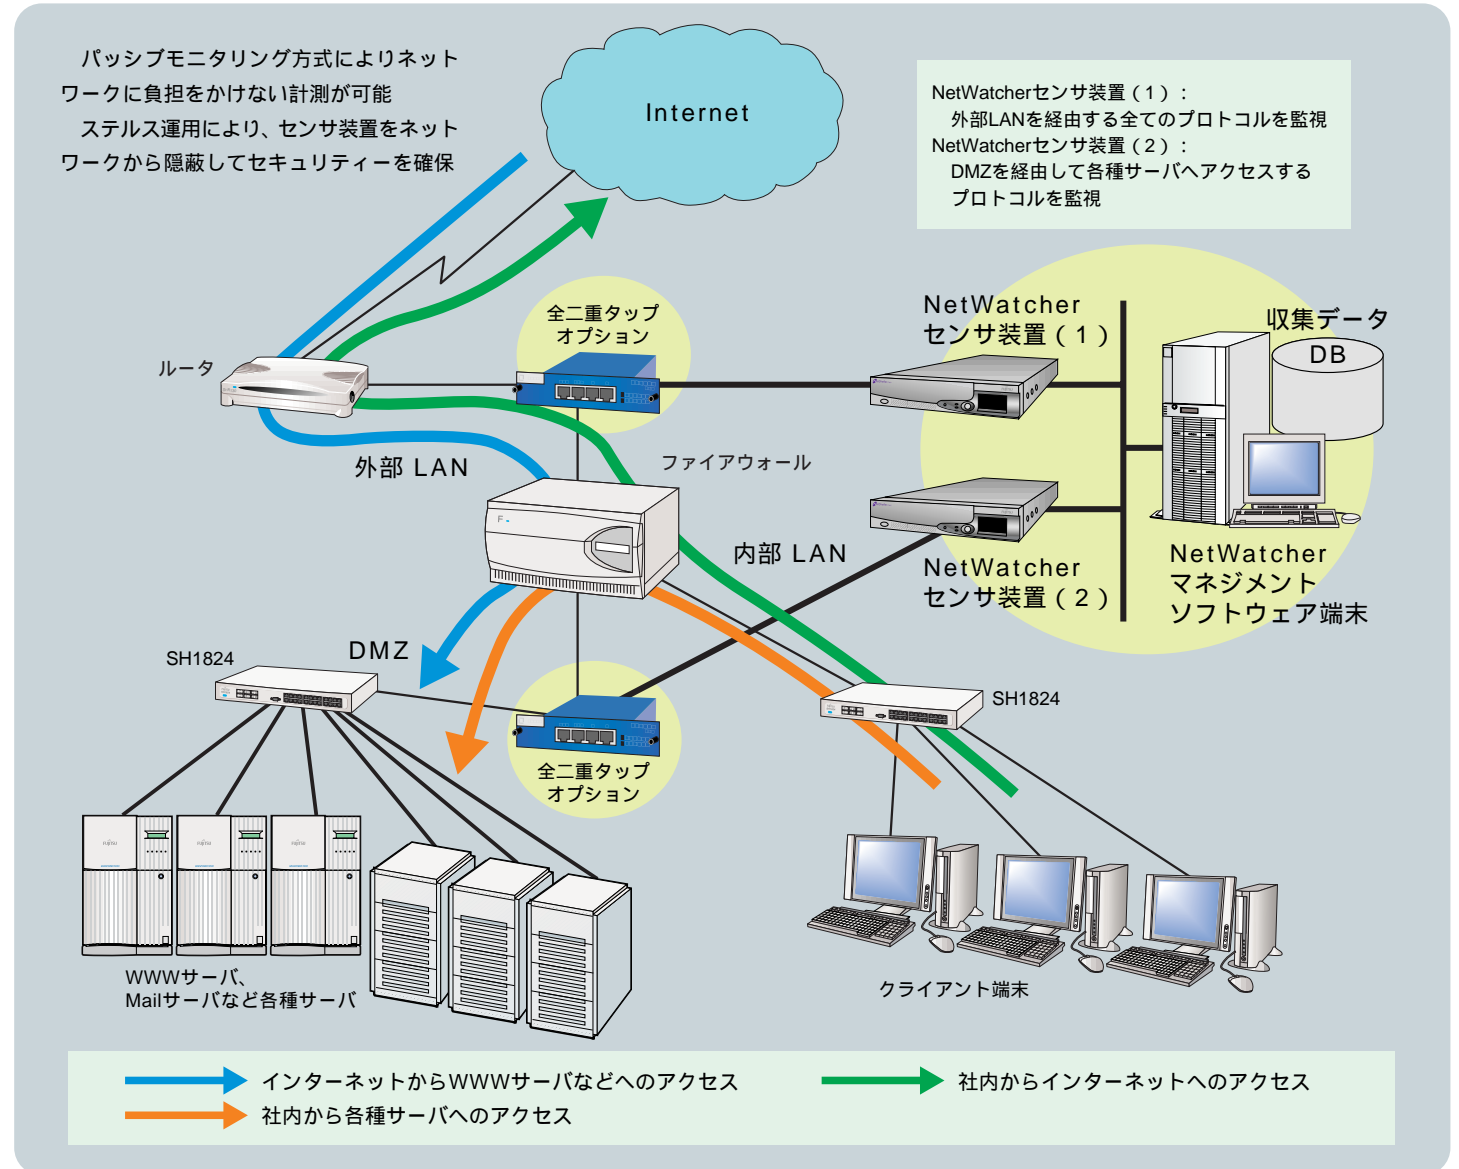 パッシブモニタリング方式によりネット
ワークに負担をかけない計測が可能
ステルス運用により、センサ装置をネット
ワークから隠蔽してセキュリティーを確保
Internet
NetWatcherセンサ装置（1）：
外部LANを経由する全てのプロトコルを監視
NetWatcherセンサ装置（2）：
DMZを経由して各種サーバへアクセスする
プロトコルを監視
全二重タップ
オプション
NetWatcher
センサ装置（1）
収集データ
DB
ルータ
外部 LAN
ファイアウォール
内部 LAN
NetWatcher
センサ装置（2）
NetWatcher
マネジメント
ソフトウェア端末
DMZ
SH1824
SH1824
全二重タップ
オプション
WWWサーバ、
Mailサーバなど各種サーバ
クライアント端末
インターネットからWWWサーバなどへのアクセス
社内からインターネットへのアクセス
社内から各種サーバへのアクセス